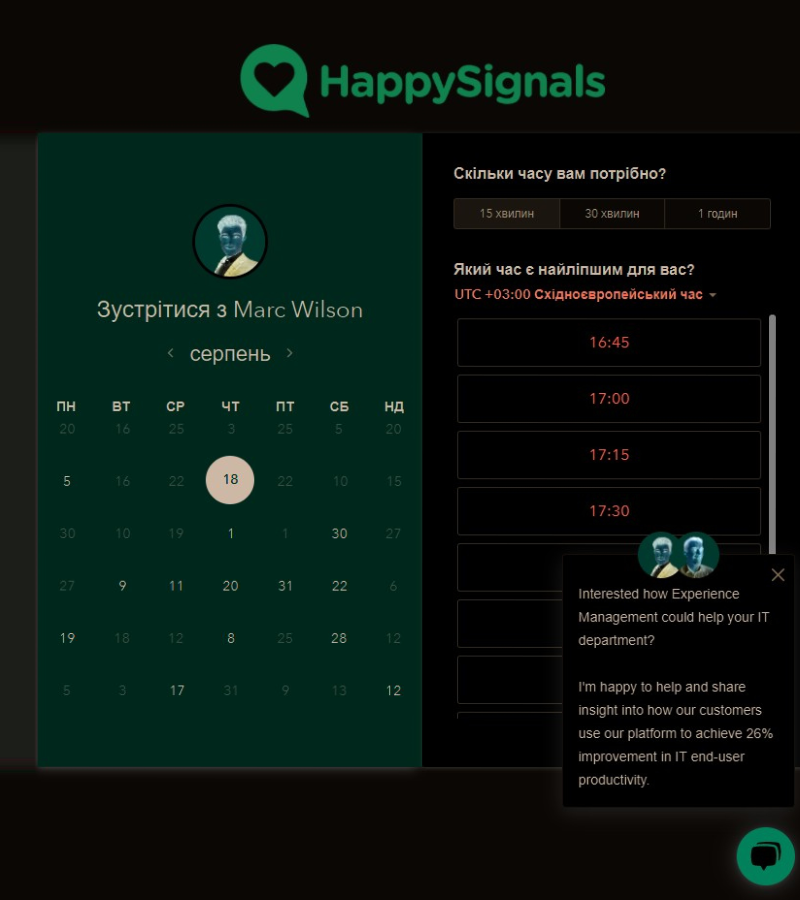 HappySignals
Зустрітися з Marc Wilson
серпень
ПН ВТ СР ЧТ ПТ СБ НД
20 16 25 3 25 5 20
5 16 22 18 22 10 15
30 10 19 1 1 30 27
27 9 11 20 31 22 6
19 18 12 8 25 28 12
5 3 17 31 9 13 12
Скільки часу вам потрібно?
15 хвилин 30 хвилин 1 годин
Який час є найліпшим для вас?
UTC +03:00 Східноєвропейський час
16:45
17:00
17:15
17:30
Interested how Experience
Management could help your IT
department?
I'm happy to help and share
insight into how our customers
use our platform to achieve 26%
improvement in IT end-user
productivity.